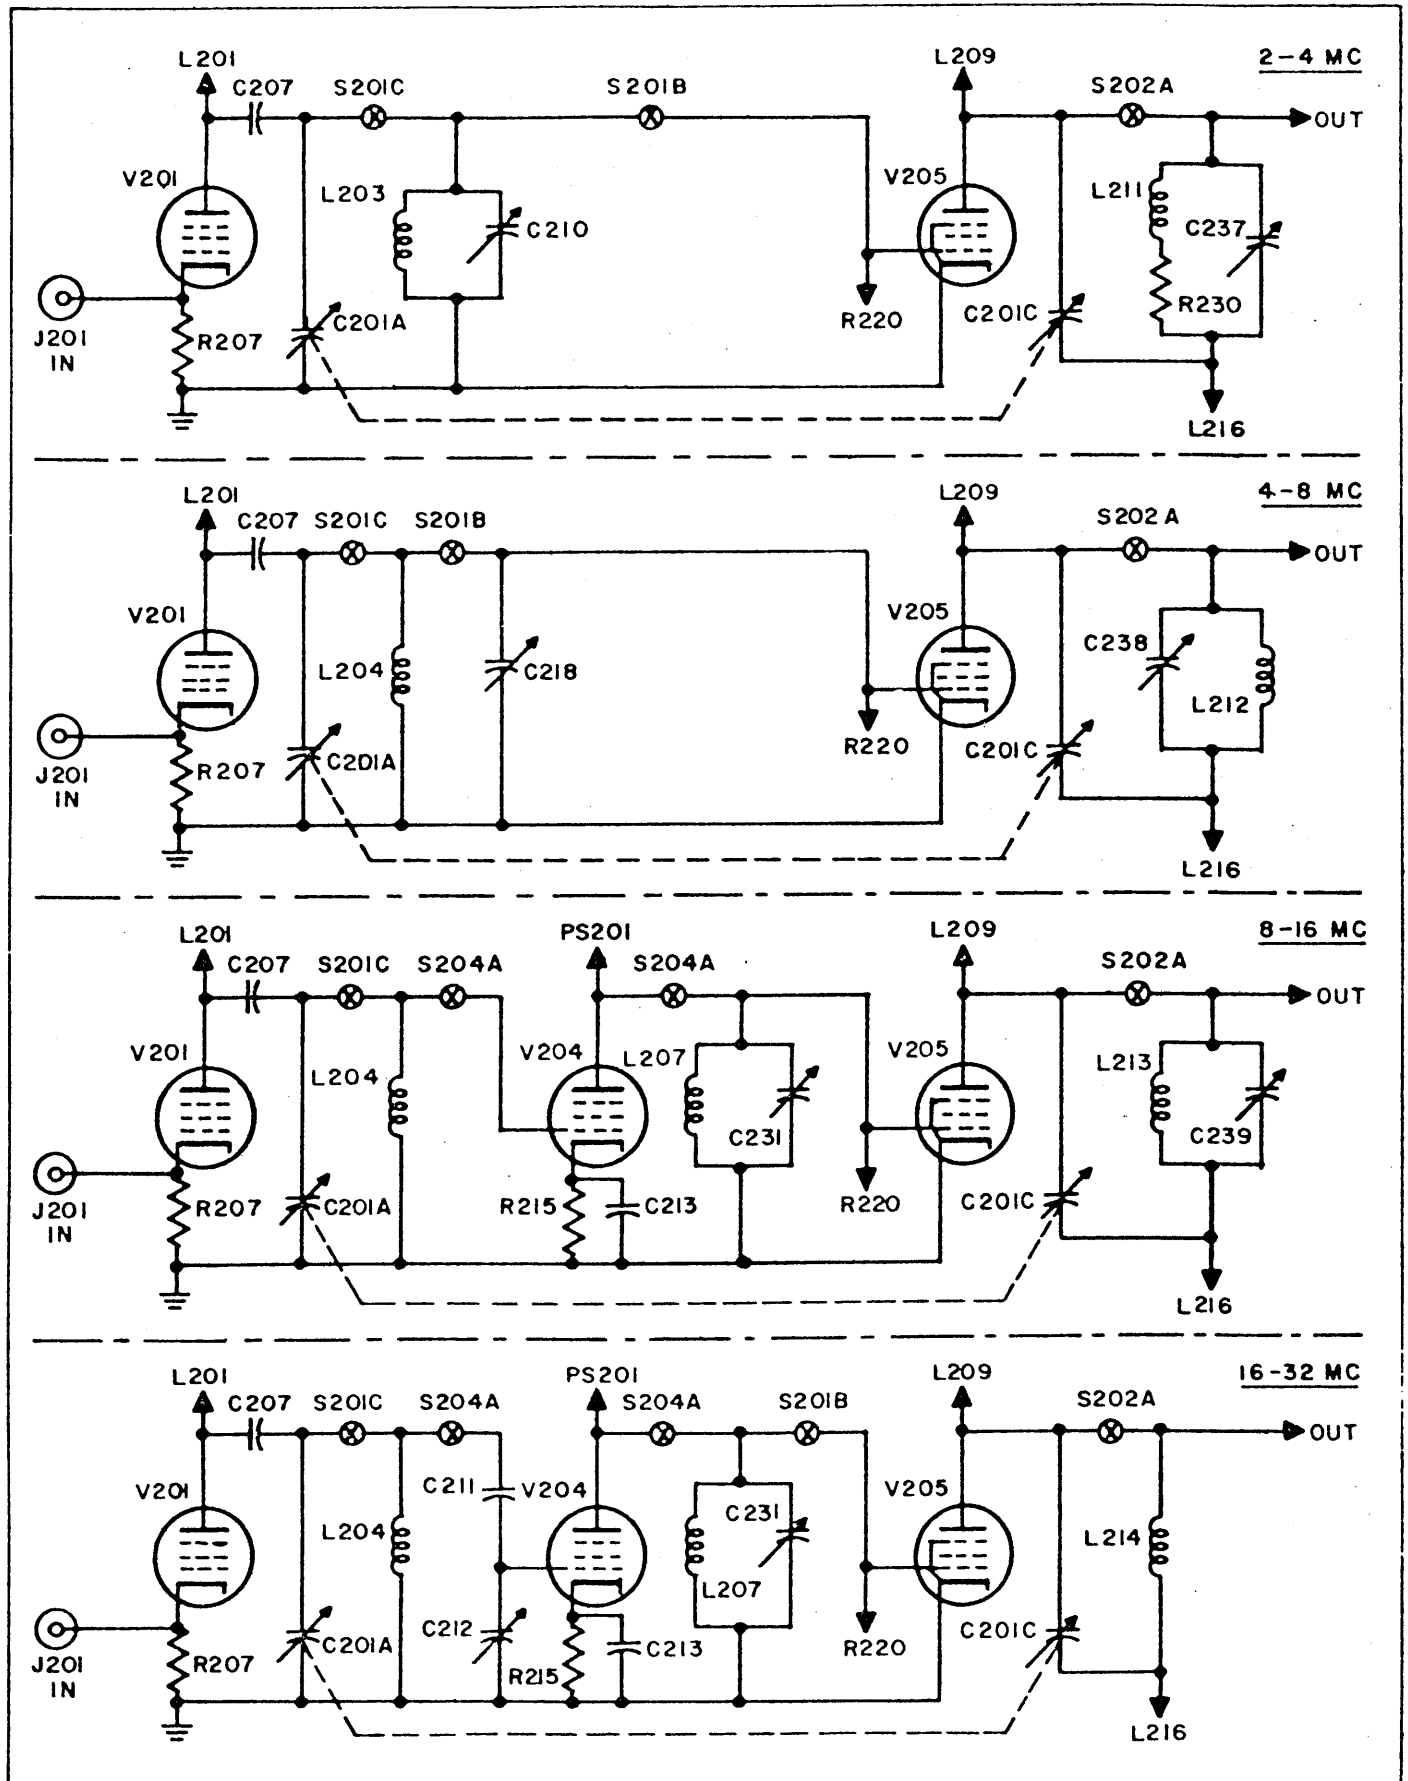 2-4 MC
L201
C207
S201C
S201B
L209
S202A
OUT
V201
L203
C210
V205
L211
C237
R230
J201
IN
R207
C201A
R220
C201C
L216
4-8 MC
L201
C207
S201C
S201B
L209
S202A
OUT
V201
L204
C218
V205
C238
L212
J201
IN
R207
C201A
R220
C201C
L216
8-16 MC
L201
C207
S201C
S204A
PS201
S204A
L209
S202A
OUT
V201
L204
V204
L207
C231
V205
L213
C239
J201
IN
R207
C201A
R215
C213
R220
C201C
L216
16-32 MC
L201
C207
S201C
S204A
PS201
S204A
S201B
L209
S202A
OUT
V201
L204
C211
V204
C231
L207
V205
L214
J201
IN
R207
C201A
C212
R215
C213
R220
C201C
L216